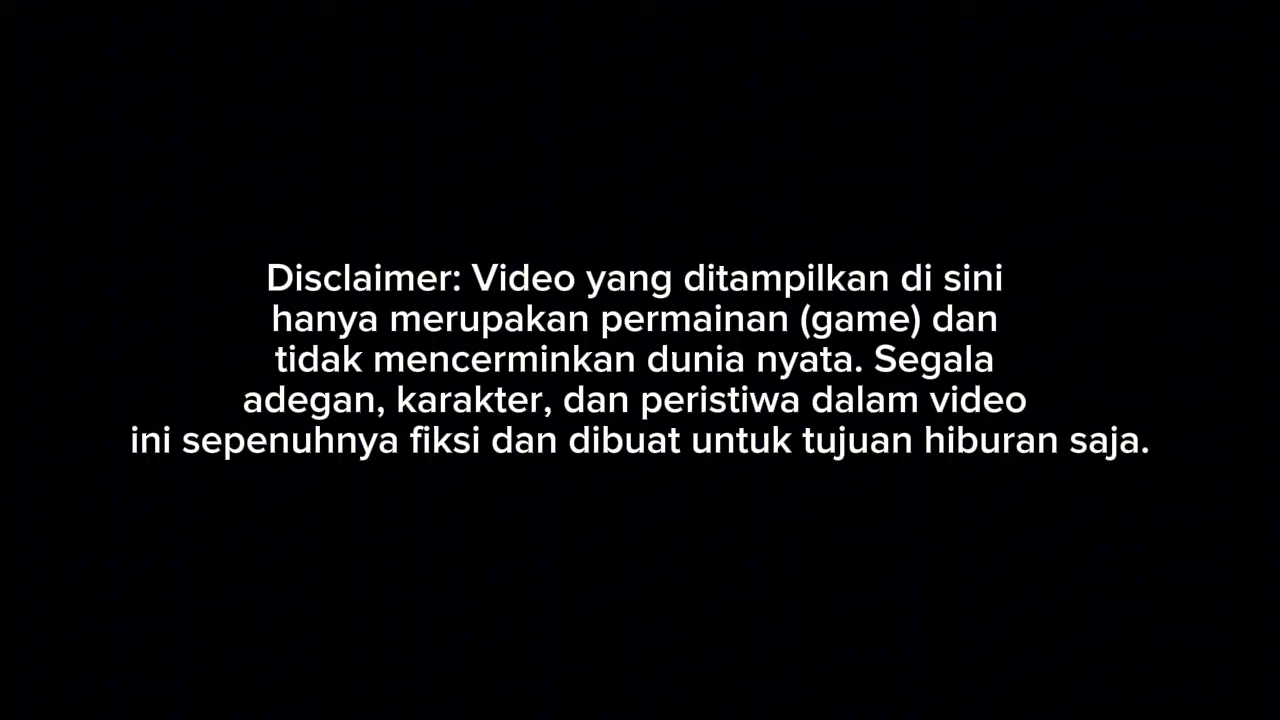 Disclaimer: Video yang ditampilkan di sini
hanya merupakan permainan (game) dan
tidak mencerminkan dunia nyata. Segala
adegan, karakter, dan peristiwa dalam video
ini sepenuhnya fiksi dan dibuat untuk tujuan hiburan saja.